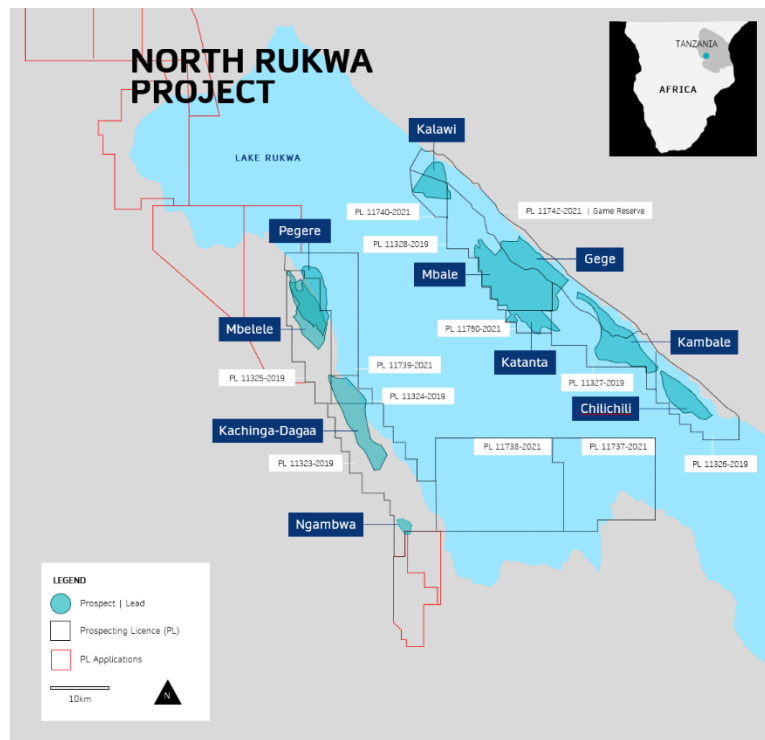 NORTH RUKWA
PROJECT
TANZANIA
AFRICA
LAKE RUKWA
Kalawi
PL 11740-2021
PL 11742-2021 | Game Reserve
Pegere
PL 11328-2019
Gege
Mbale
Mbelele
PL 11750-2021
Katanta
Kambale
PL 11739-2021
PL 11325-2019
PL 11327-2019
PL 11324-2019
Chilichili
Kachinga-Dagaa
PL 11738-2021
PL 11737-2021
PL 11323-2019
PL 11326-2019
Ngambwa
LEGEND
Prospect | Lead
Prospecting Licence (PL)
PL Applications
10km
N